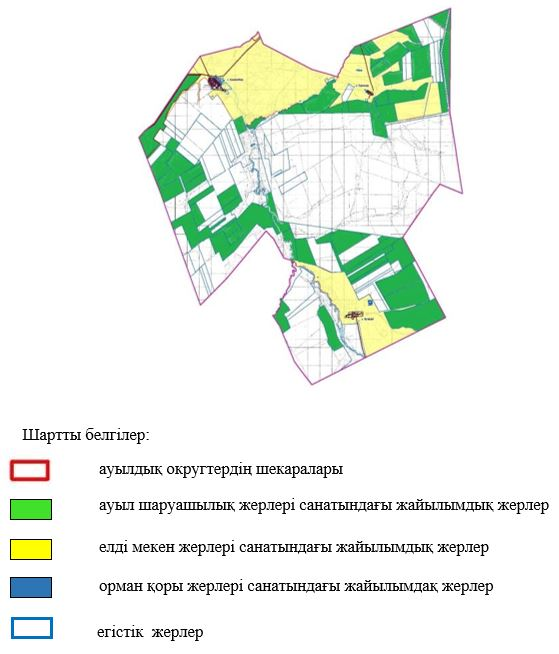 Шартты белгілер:
ауылдық округтердің шекаралары
ауыл шаруашылық жерлері санатындағы жайылымдық жерлер
елді мекен жерлері санатындағы жайылымдық жерлер
орман қоры жерлері санатындағы жайылымдақ жерлер
егістік жерлер